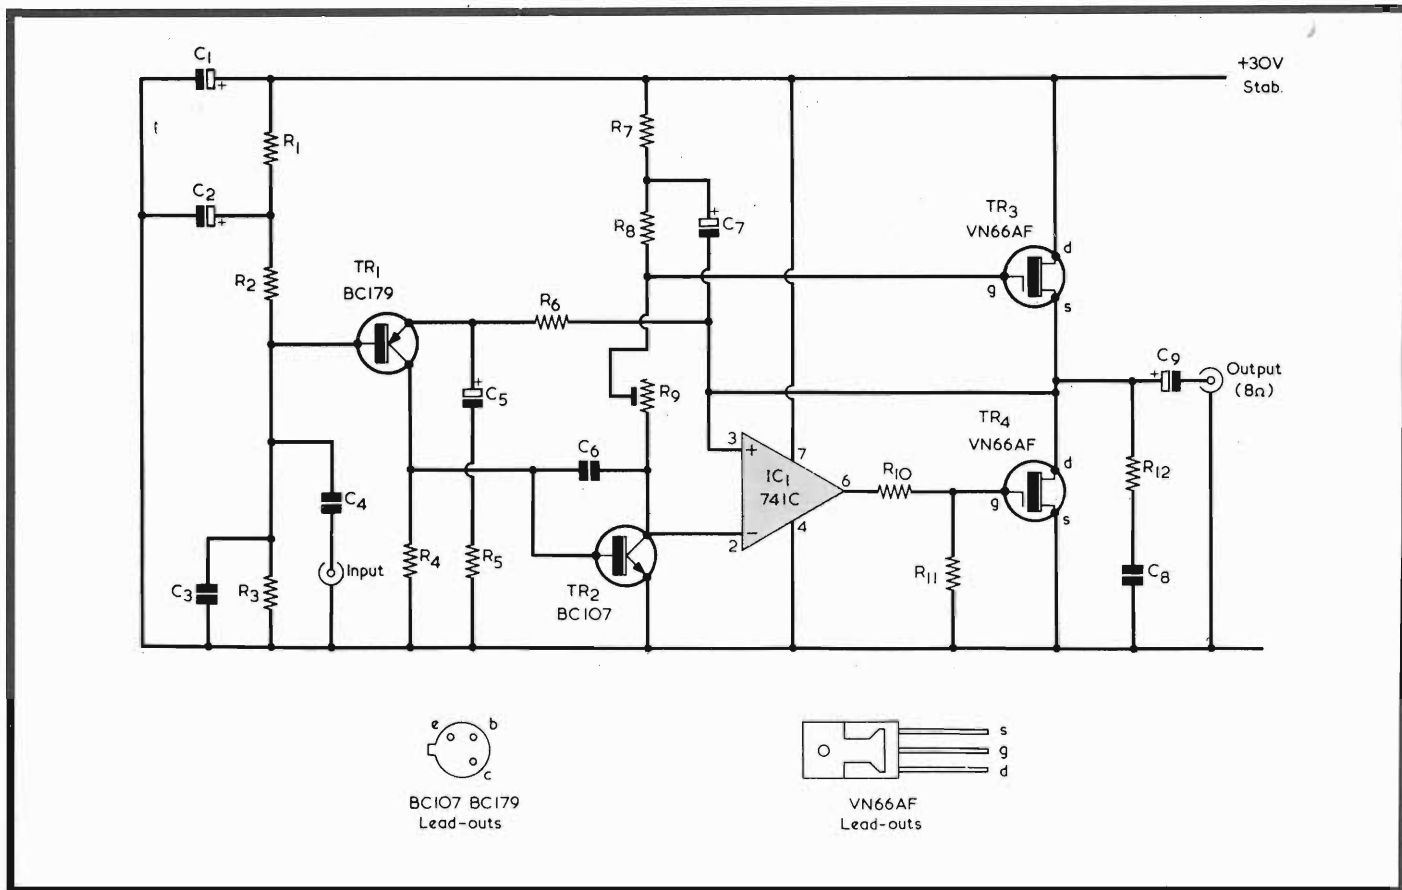 C1
+
+30V
Stab.
R1
R7
C2
+
+
C7
R8
TR3
VN66AF
d
g
s
R2
TR1
BC179
R6
C9
+
Output
(8Ω)
+
C5
R9
TR4
VN66AF
3
+
7
C6
d
IC1
741C
6
R10
R12
g
s
C4
4
2
−
R4
R5
Input
R11
C8
C3
R3
TR2
BC107
e
b
c
s
g
d
BC107 BC179
Lead-outs
VN66AF
Lead-outs